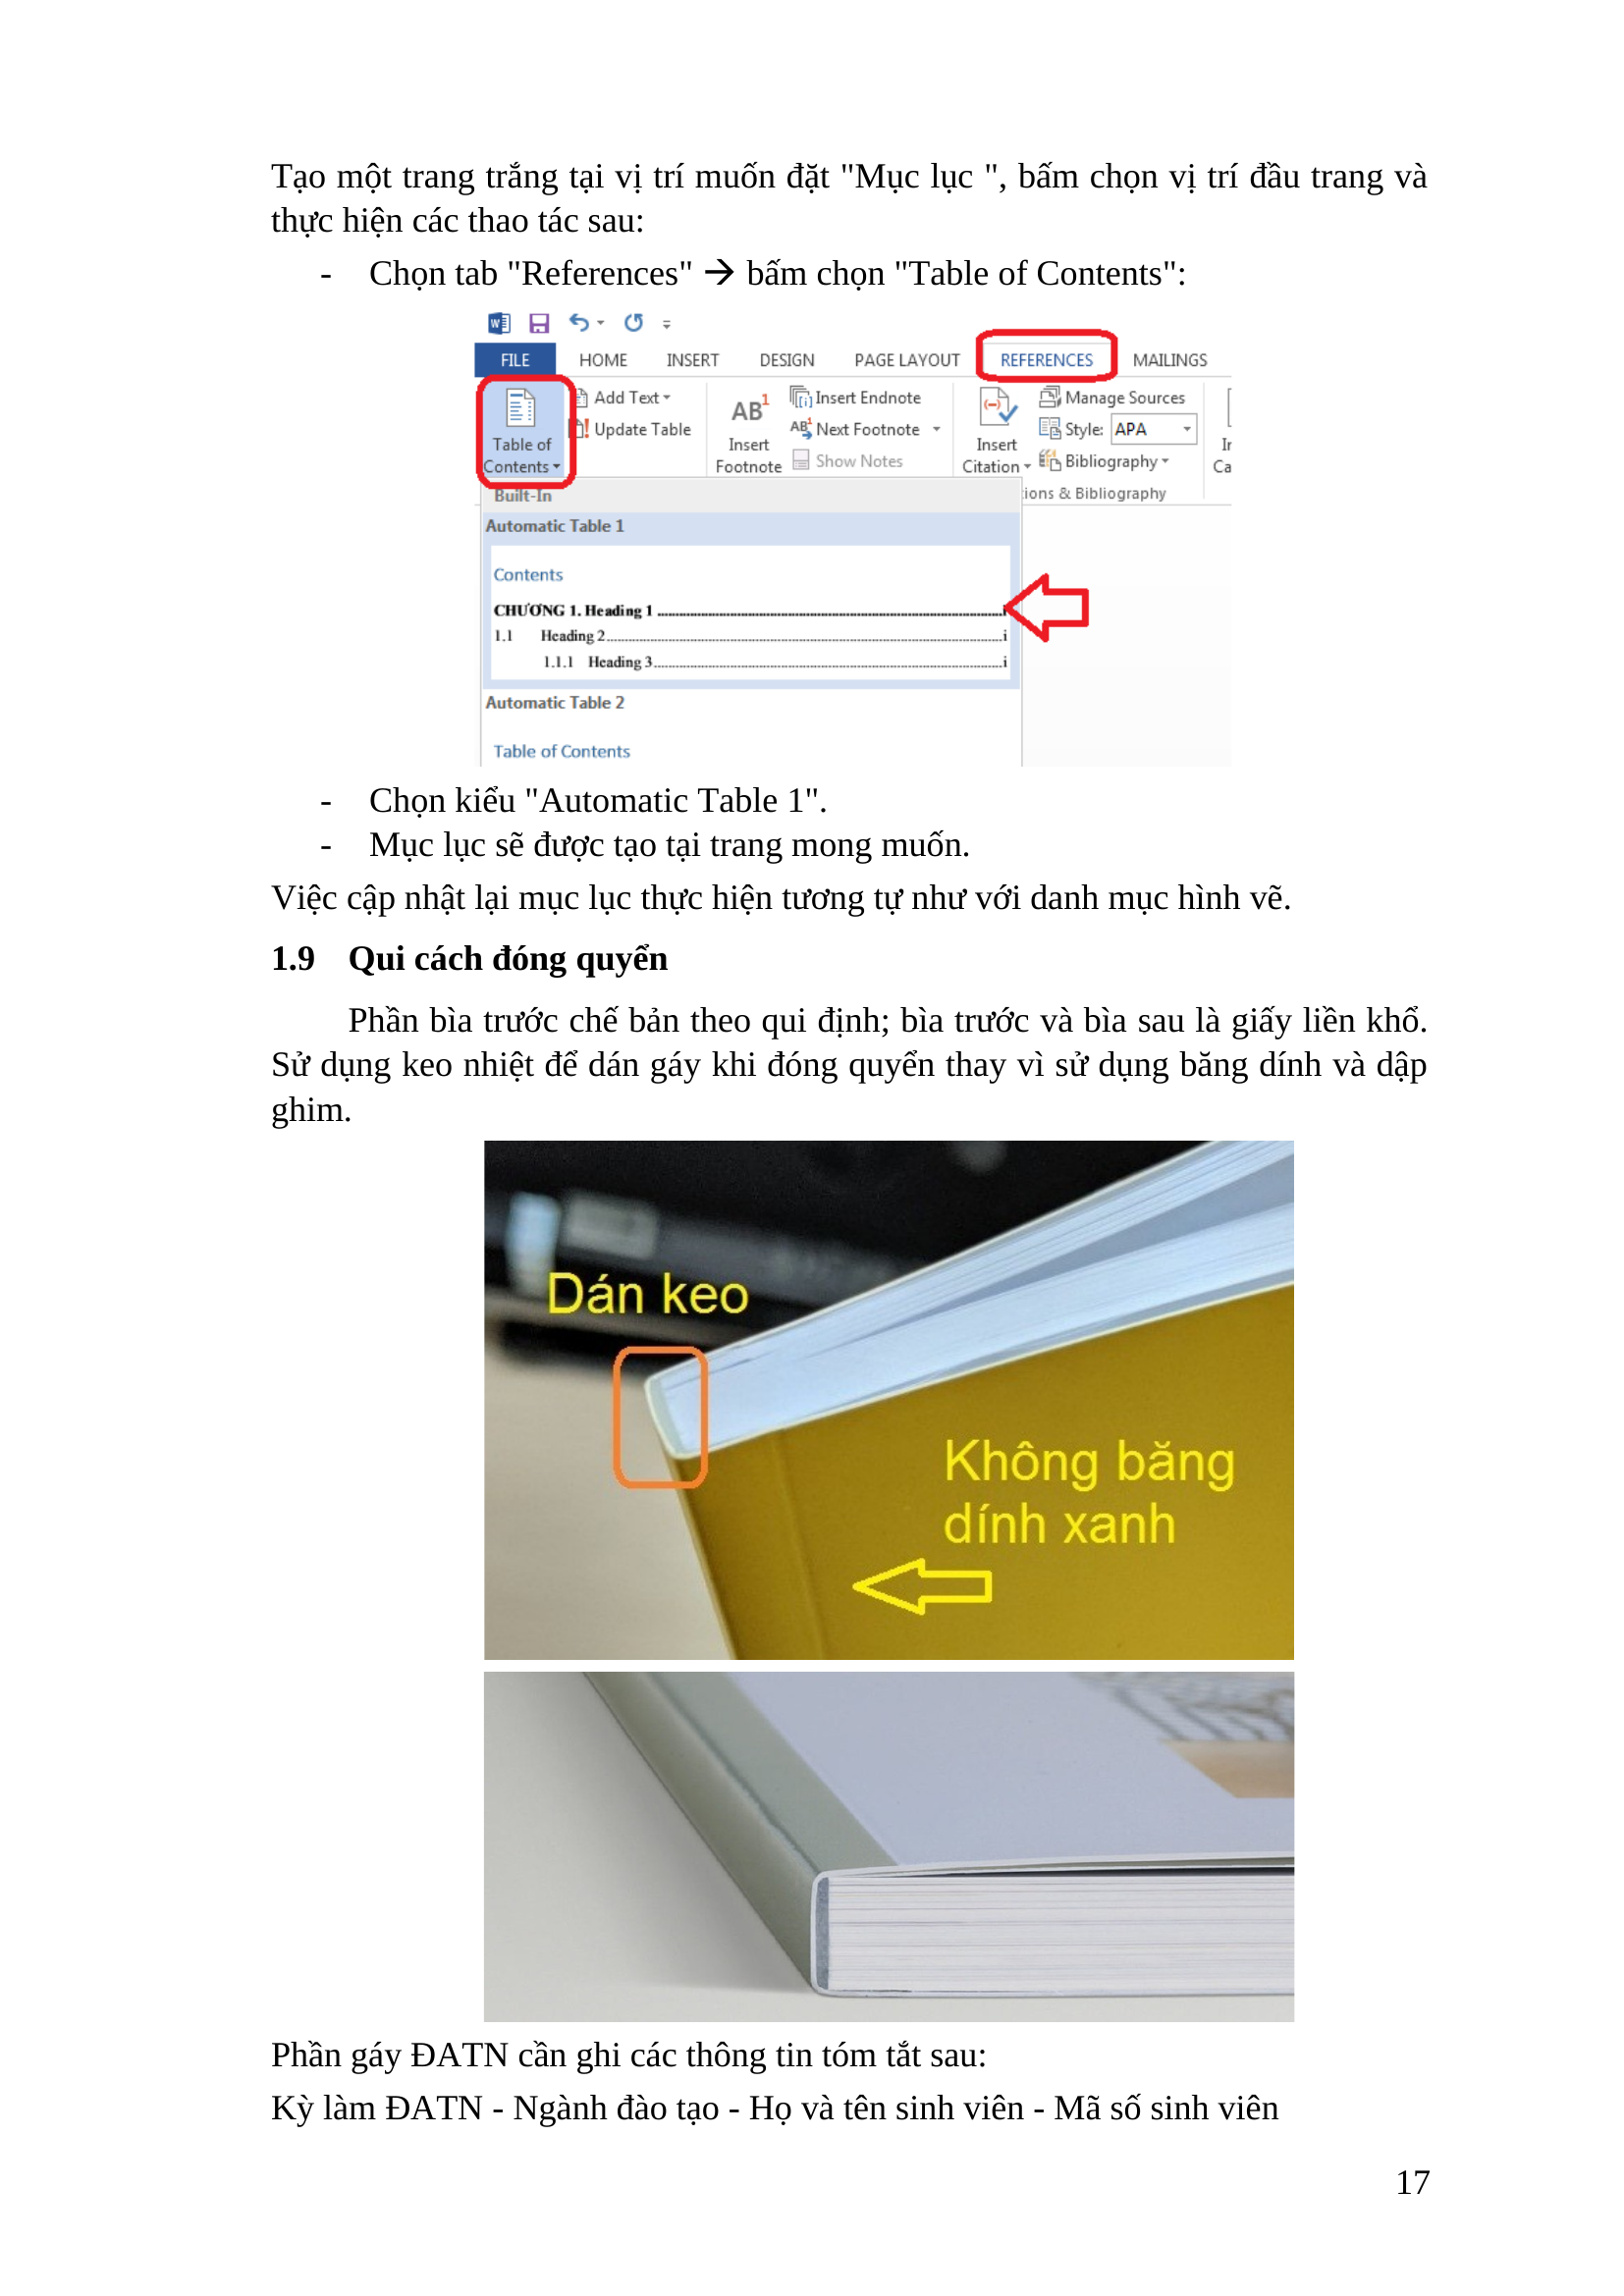 Tạo một trang trắng tại vị trí muốn đặt "Mục lục ", bấm chọn vị trí đầu trang và
thực hiện các thao tác sau:
- Chọn tab "References" → bấm chọn "Table of Contents":
FILE HOME INSERT DESIGN PAGE LAYOUT REFERENCES MAILINGS
Table of
Contents
Add Text
Update Table
AB1
Insert
Footnote
Insert Endnote
Next Footnote
Show Notes
Insert
Citation
Manage Sources
Style: APA
Bibliography
ions & Bibliography
Built-In
Automatic Table 1
Contents
CHƯƠNG 1. Heading 1
1.1 Heading 2 i
1.1.1 Heading 3 i
Automatic Table 2
Table of Contents
- Chọn kiểu "Automatic Table 1".
- Mục lục sẽ được tạo tại trang mong muốn.
Việc cập nhật lại mục lục thực hiện tương tự như với danh mục hình vẽ.
1.9 Qui cách đóng quyển
Phần bìa trước chế bản theo qui định; bìa trước và bìa sau là giấy liền khổ.
Sử dụng keo nhiệt để dán gáy khi đóng quyển thay vì sử dụng băng dính và dập
ghim.
Dán keo
Không băng
dính xanh
Phần gáy ĐATN cần ghi các thông tin tóm tắt sau:
Kỳ làm ĐATN - Ngành đào tạo - Họ và tên sinh viên - Mã số sinh viên
17